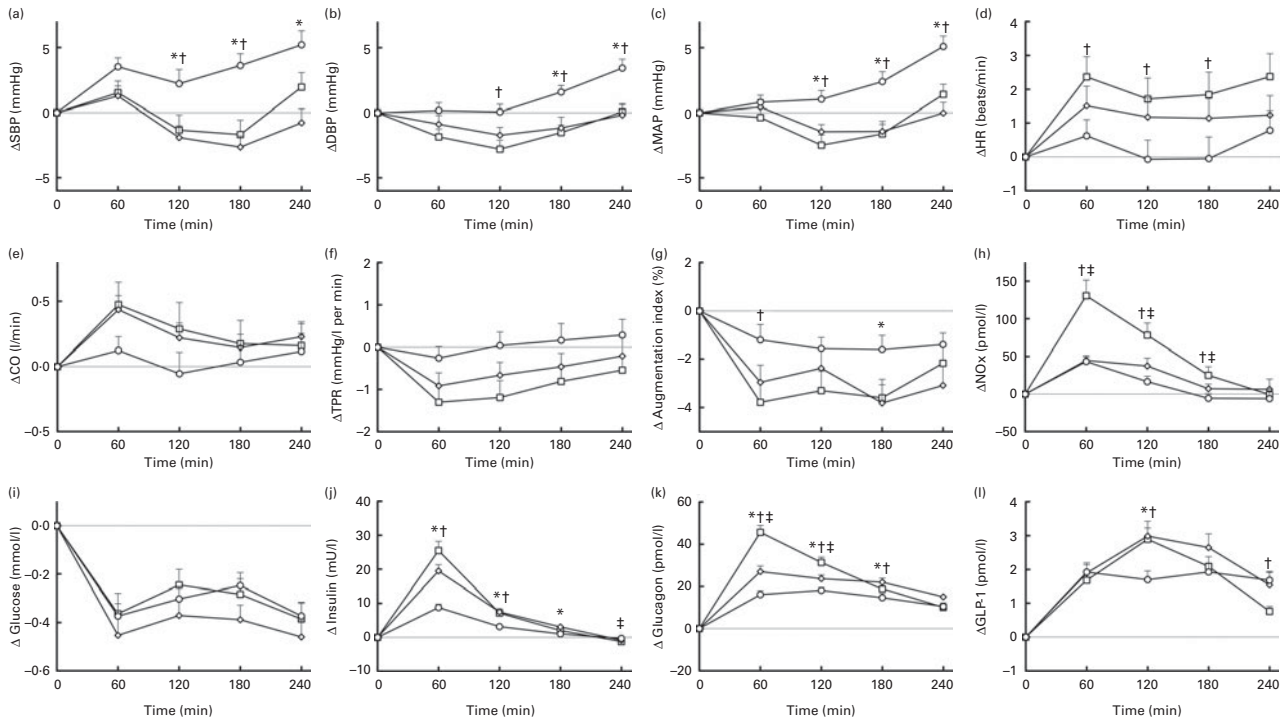 (a)
ΔSBP (mmHg)
5
0
–5
*†
*†
*
0 60 120 180 240
Time (min)
(b)
ΔDBP (mmHg)
5
0
–5
†
*†
*†
0 60 120 180 240
Time (min)
(c)
ΔMAP (mmHg)
5
0
–5
*†
*†
*†
0 60 120 180 240
Time (min)
(d)
ΔHR (beats/min)
4
3
2
1
0
–1
† † †
0 60 120 180 240
Time (min)
(e)
ΔCO (l/min)
0·5
0·0
–0·5
0 60 120 180 240
Time (min)
(f)
ΔTPR (mmHg/l per min)
2
1
0
–1
–2
0 60 120 180 240
Time (min)
(g)
Δ Augmentation index (%)
2
0
–2
–4
† *
0 60 120 180 240
Time (min)
(h)
ΔNOx (pmol/l)
150
100
50
0
–50
†‡
†‡
†‡
0 60 120 180 240
Time (min)
(i)
Δ Glucose (mmol/l)
0·0
–0·2
–0·4
–0·6
0 60 120 180 240
Time (min)
(j)
Δ Insulin (mU/l)
40
30
20
10
0
–10
*†
*†
*
‡
0 60 120 180 240
Time (min)
(k)
Δ Glucagon (pmol/l)
60
40
20
0
–20
*†‡
*†‡
*†
0 60 120 180 240
Time (min)
(l)
ΔGLP-1 (pmol/l)
4
3
2
1
0
–1
*†
†
0 60 120 180 240
Time (min)